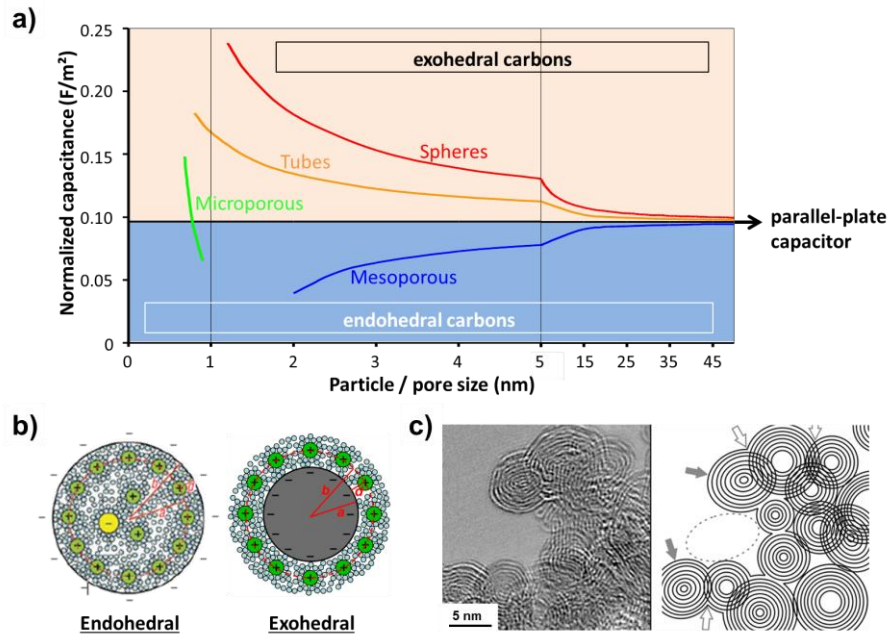 a)
Normalized capacitance (F/m²)
0.25
0.20
0.15
0.10
0.05
0
exohedral carbons
Spheres
Tubes
Microporous
Mesoporous
endohedral carbons
parallel-plate
capacitor
0 1 2 3 4 5 15 25 35 45
Particle / pore size (nm)
b)
b
d
a
Endohedral
b
d
a
Exohedral
c)
5 nm